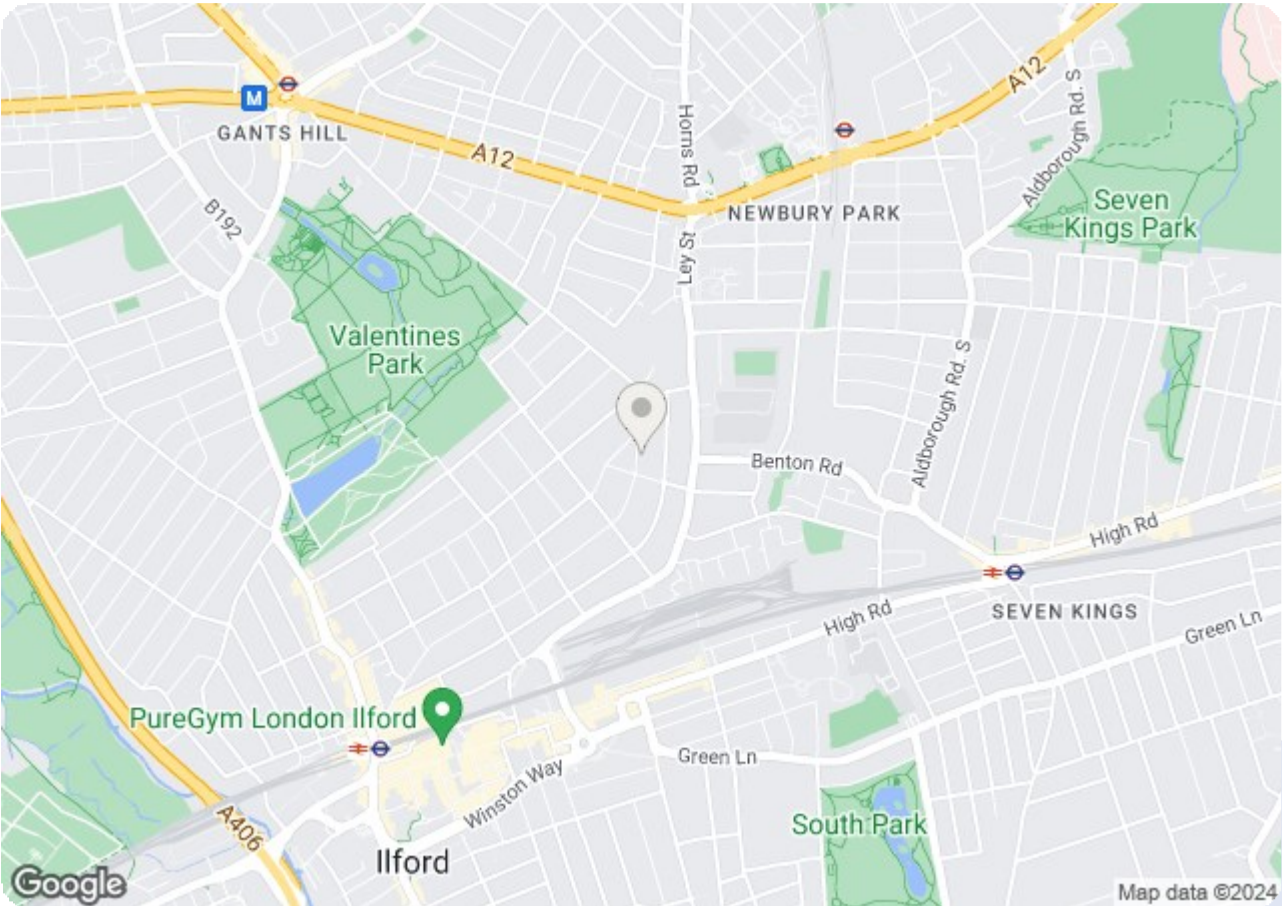 A12
Aldborough Rd. S
Horns Rd
M
GANTS HILL
A12
B192
Seven
Kings Park
NEWBURY PARK
Ley St
Valentines
Park
Aldborough Rd. S
Benton Rd
High Rd
SEVEN KINGS
High Rd
Green Ln
PureGym London Ilford
Green Ln
Winston Way
A406
South Park
Ilford
Google
Map data ©2024